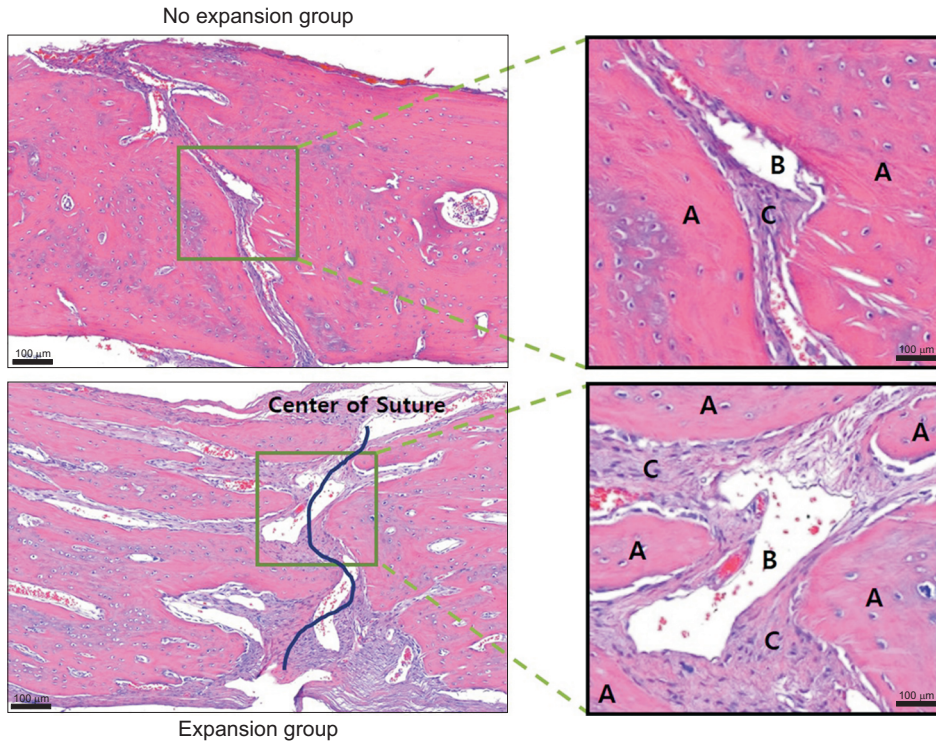 No expansion group
B
A
A
C
100 µm
100 µm
Center of Suture
A
A
C
A
B
A
C
A
100 µm
100 µm
Expansion group